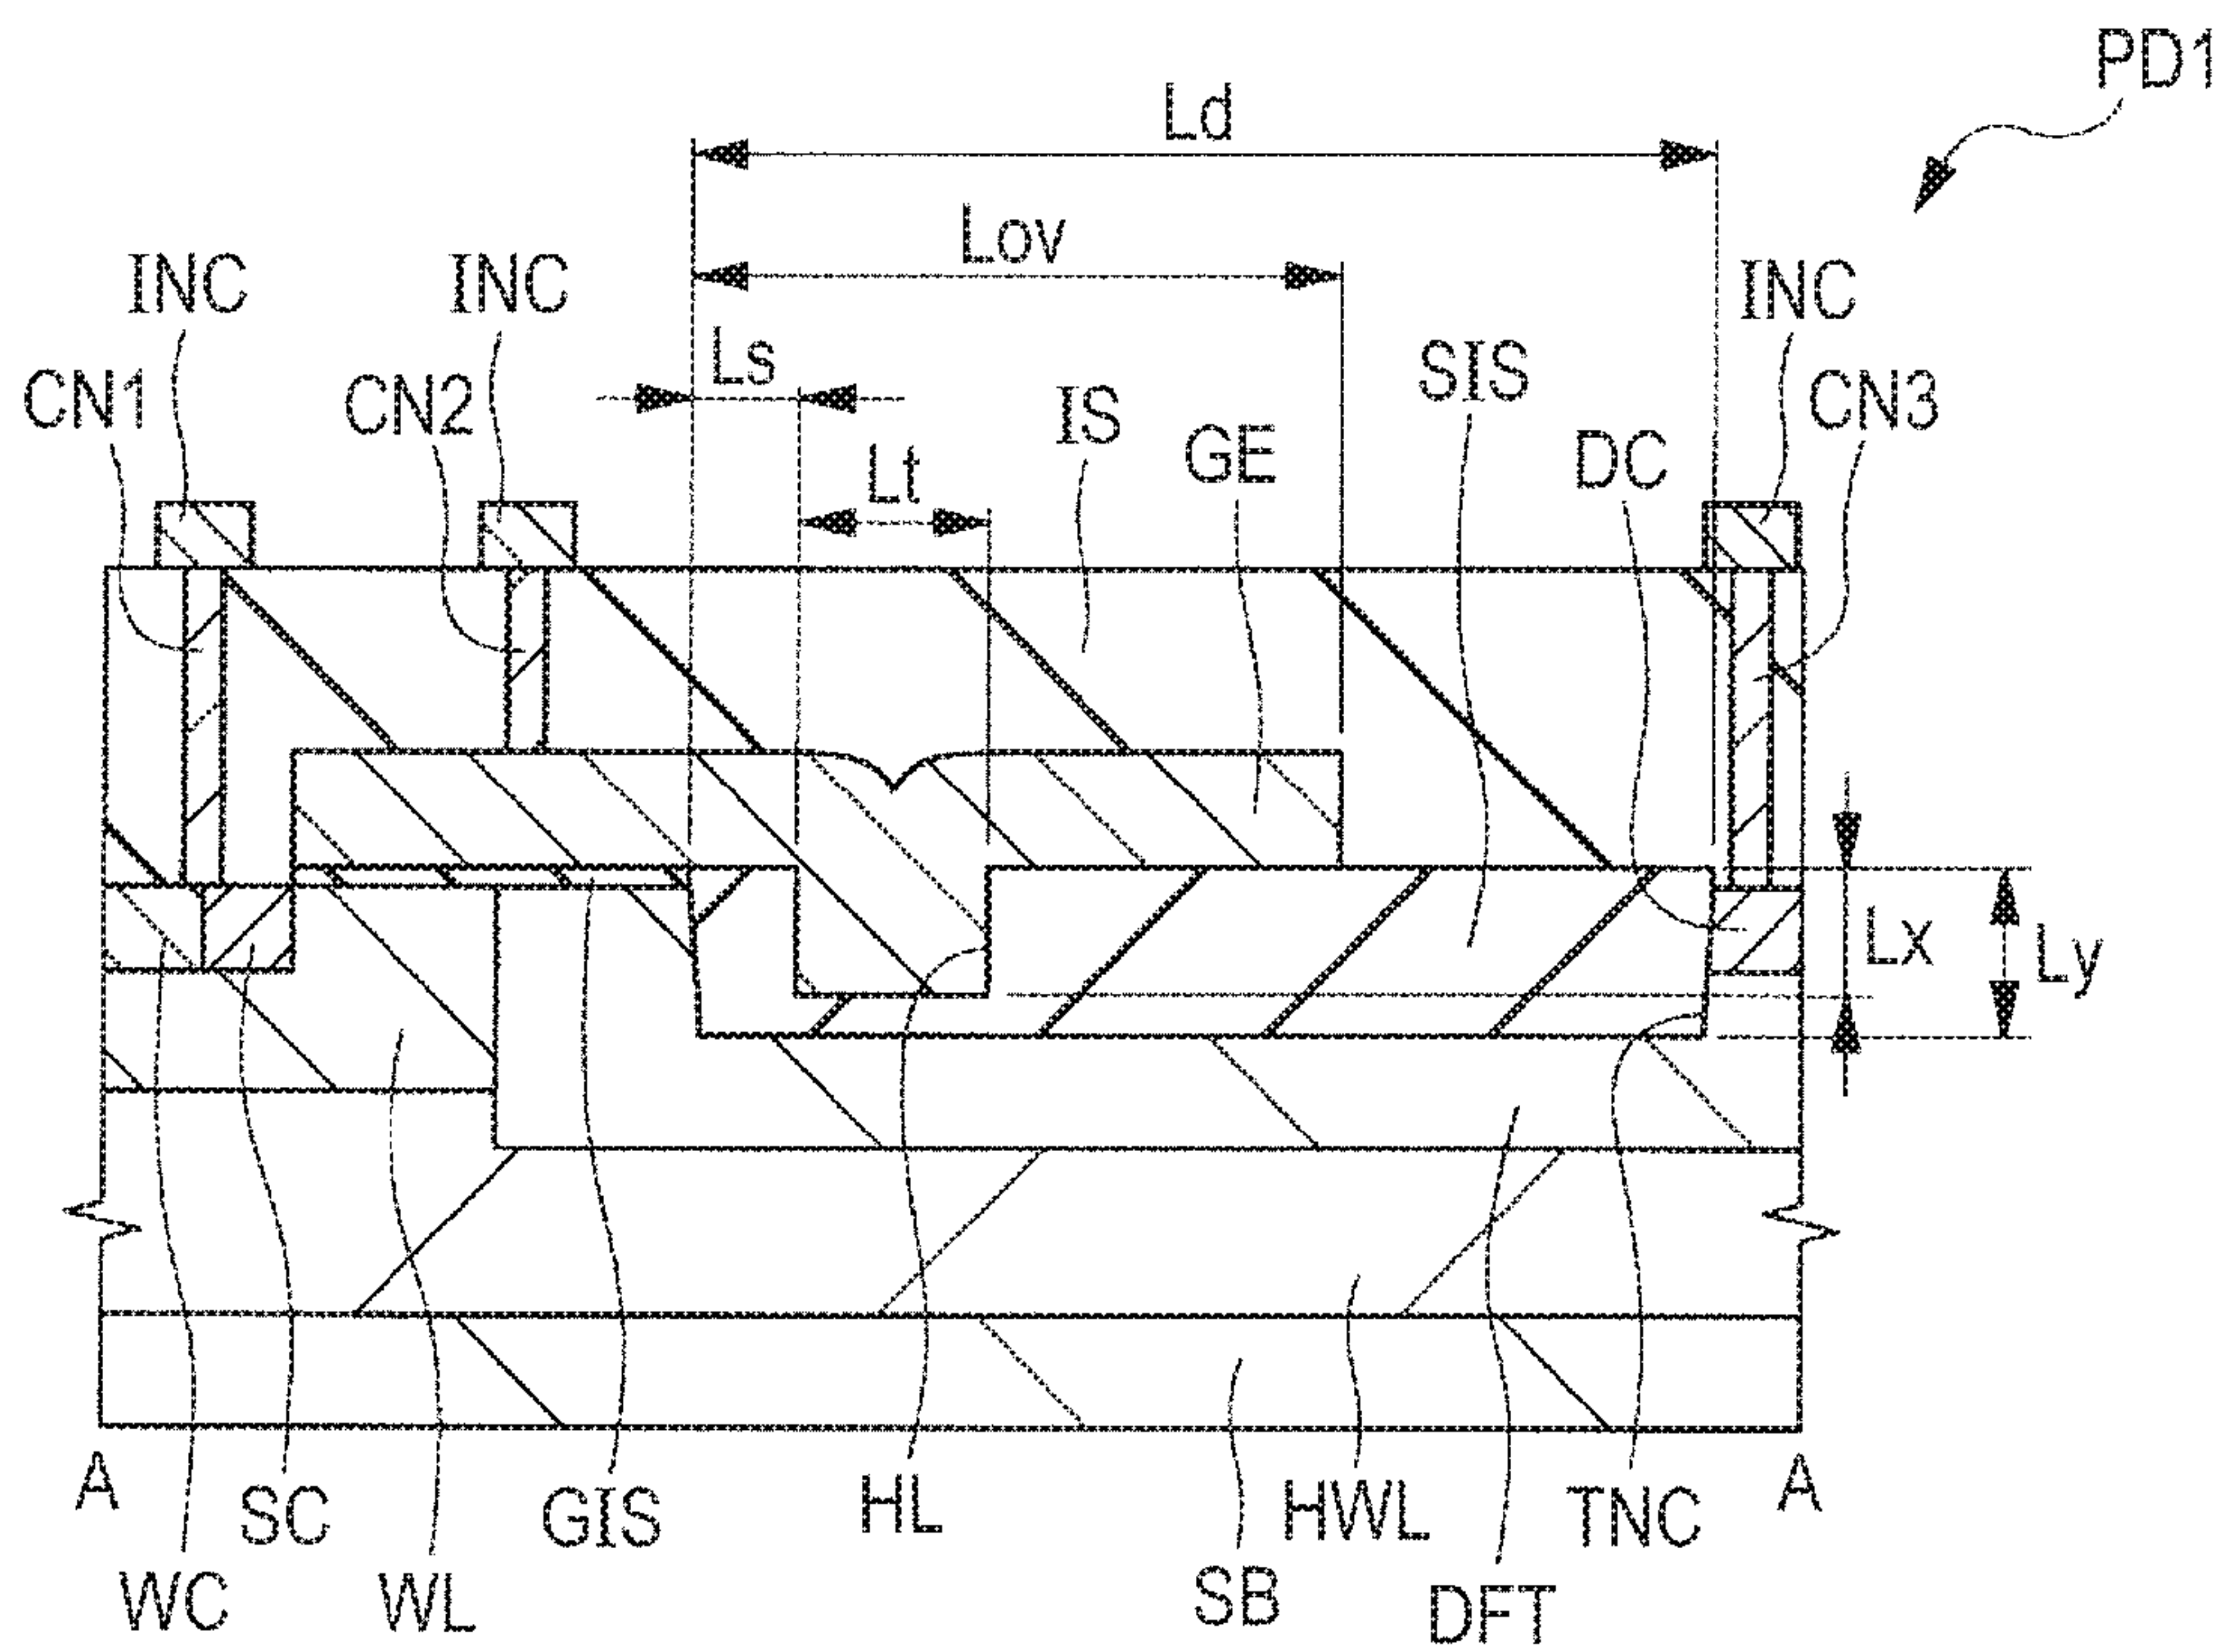 PD1
Ld
Lov
INC
INC
INC
Ls
SIS
CN1
CN2
IS
CN3
GE
DC
Lt
Lx
Ly
A
SC
GIS
HL
HWL
TNC
A
WC
WL
SB
DFT